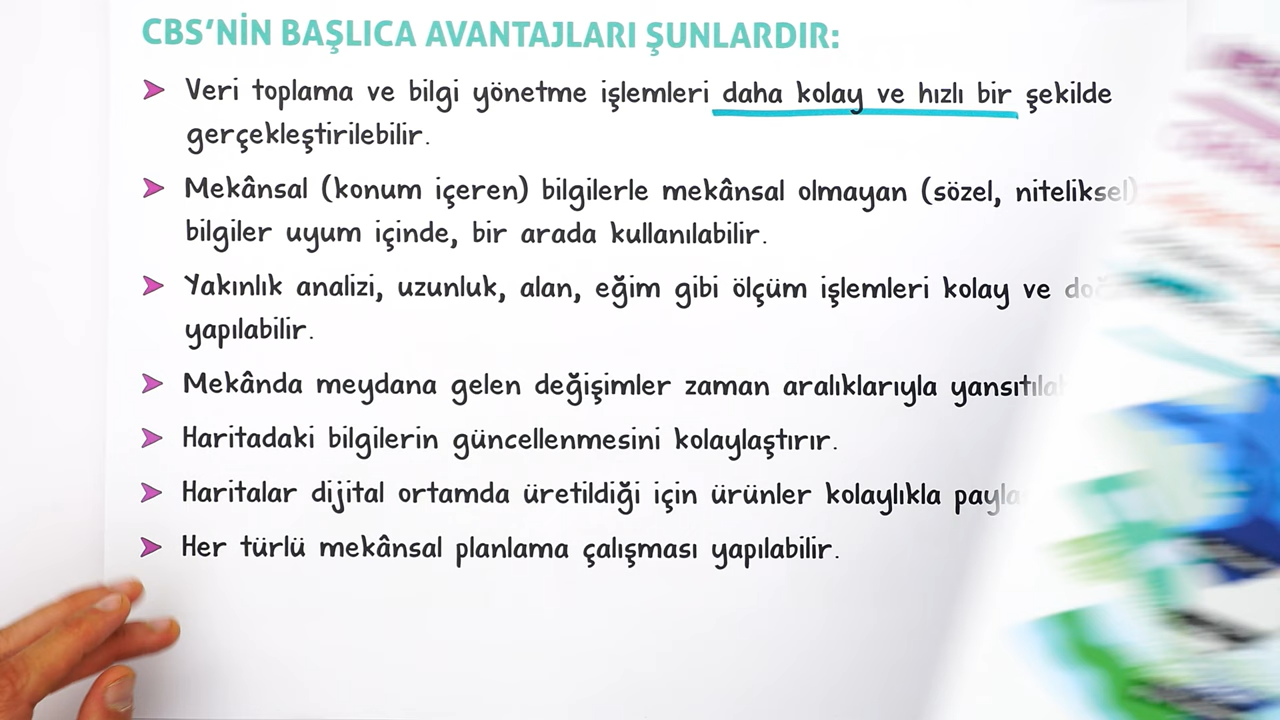 CBS'NİN BAŞLICA AVANTAJLARI ŞUNLARDIR:
Veri toplama ve bilgi yönetme işlemleri daha kolay ve hızlı bir şekilde
gerçekleştirilebilir.
Mekânsal (konum içeren) bilgilerle mekânsal olmayan (sözel, niteliksel)
bilgiler uyum içinde, bir arada kullanılabilir.
Yakınlık analizi, uzunluk, alan, eğim gibi ölçüm işlemleri kolay ve
yapılabilir.
Mekânda meydana gelen değişimler zaman aralıklarıyla
Haritadaki bilgilerin güncellenmesini kolaylaştırır.
Haritalar dijital ortamda üretildiği için ürünler kolaylıkla
Her türlü mekânsal planlama çalışması yapılabilir.